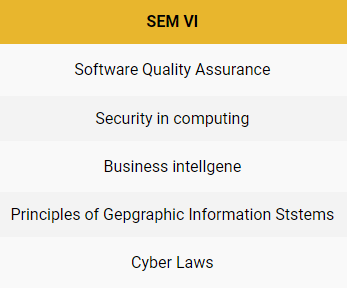 SEM VI
Software Quality Assurance
Security in computing
Business intellgene
Principles of Gepgraphic Information Ststems
Cyber Laws